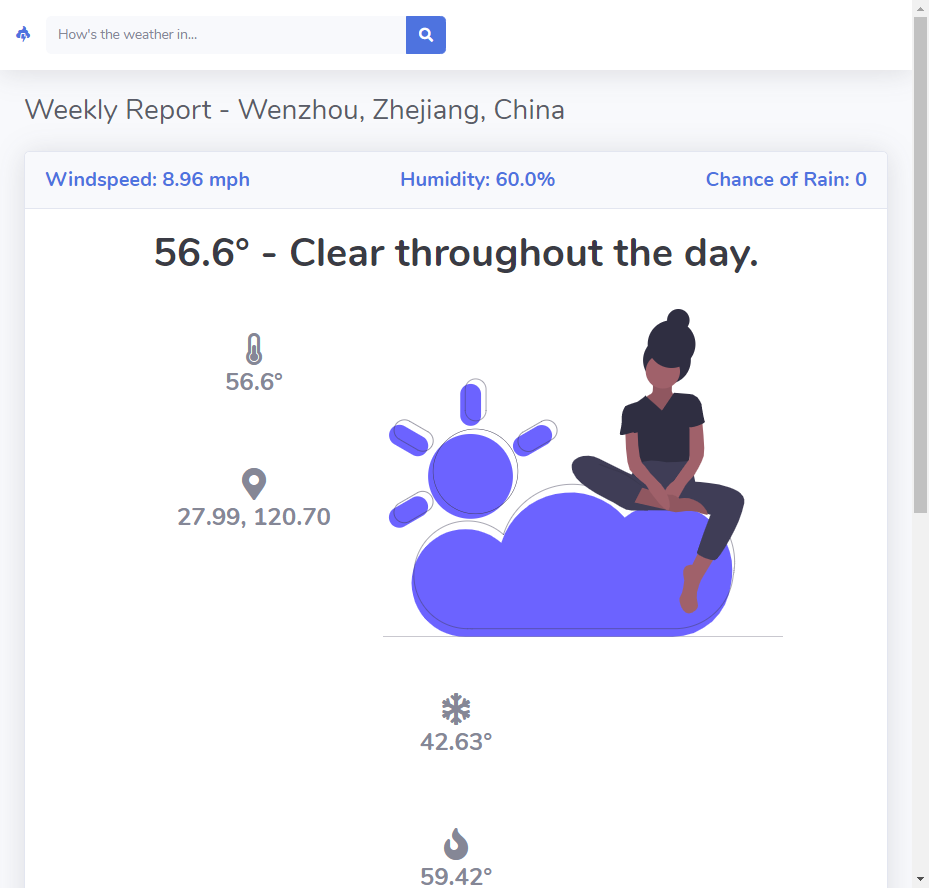 How's the weather in...
Weekly Report - Wenzhou, Zhejiang, China
Windspeed: 8.96 mph Humidity: 60.0% Chance of Rain: 0
56.6° - Clear throughout the day.
56.6°
27.99, 120.70
42.63°
59.42°